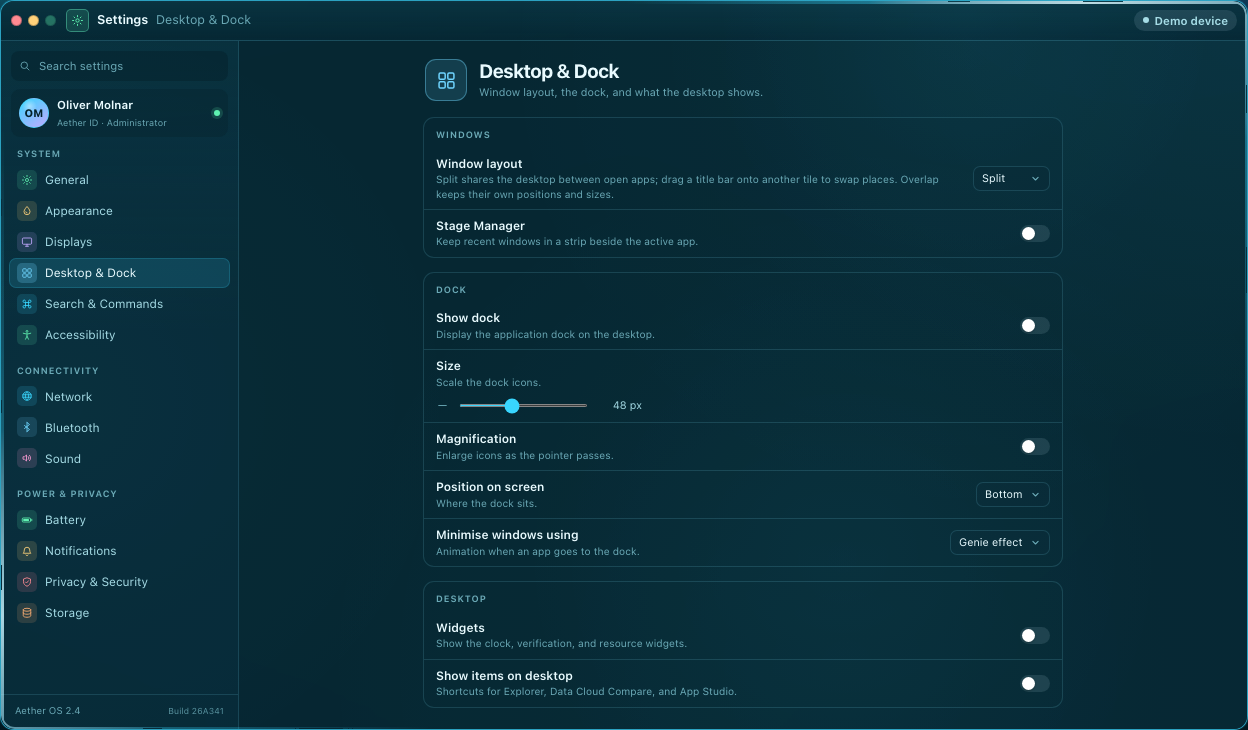 Settings Desktop & Dock
Demo device
Search settings
OM
Oliver Molnar
Aether ID · Administrator
SYSTEM
General
Appearance
Displays
Desktop & Dock
Search & Commands
Accessibility
CONNECTIVITY
Network
Bluetooth
Sound
POWER & PRIVACY
Battery
Notifications
Privacy & Security
Storage
Aether OS 2.4
Build 26A341
Desktop & Dock
Window layout, the dock, and what the desktop shows.
WINDOWS
Window layout
Split shares the desktop between open apps; drag a title bar onto another tile to swap places. Overlap
keeps their own positions and sizes.
Split
Stage Manager
Keep recent windows in a strip beside the active app.
DOCK
Show dock
Display the application dock on the desktop.
Size
Scale the dock icons.
48 px
Magnification
Enlarge icons as the pointer passes.
Position on screen
Where the dock sits.
Bottom
Minimise windows using
Animation when an app goes to the dock.
Genie effect
DESKTOP
Widgets
Show the clock, verification, and resource widgets.
Show items on desktop
Shortcuts for Explorer, Data Cloud Compare, and App Studio.